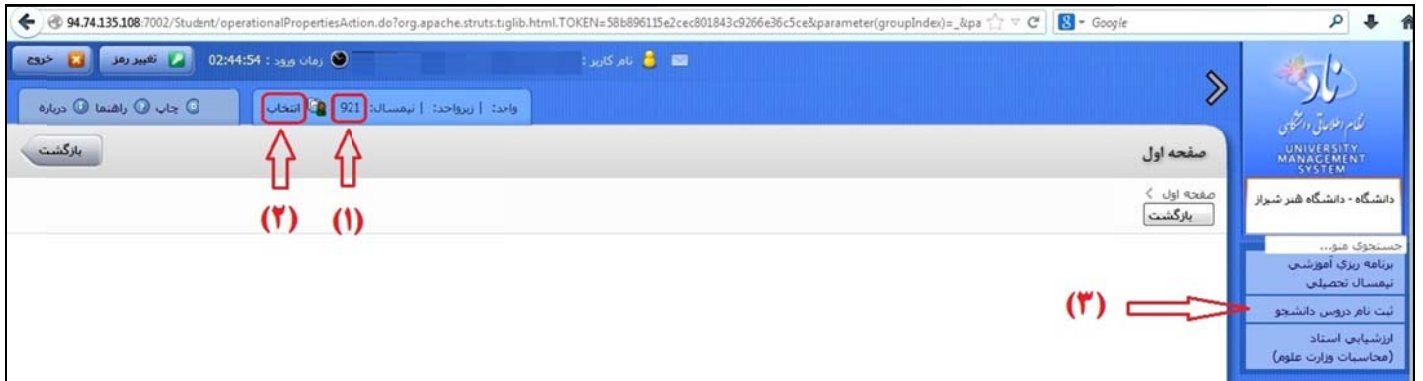 94.74.135.108:7002/Student/operationalPropertiesAction.do?org.apache.struts.tiglib.html.TOKEN=58b896115e2cec801843c9266e36c5ce&parameter(groupIndex)=_&pa
Google
نام کاربر :
زمان ورود : 02:44:54
تغییر رمز
خروج
واحد: | زیرواحد: | نیمسال: 921 انتخاب
چاپ راهنما درباره
صفحه اول
بازگشت
صفحه اول >
بازگشت
(۱)
(۲)
(۳)
ناد
نظام اطلاعاتی دانشگاهی
UNIVERSITY
MANAGEMENT
SYSTEM
دانشگاه - دانشگاه هنر شیراز
جستجوی منو...
برنامه ریزی آموزشی
نیمسال تحصیلی
ثبت نام دروس دانشجو
ارزشیابی استاد
(محاسبات وزارت علوم)